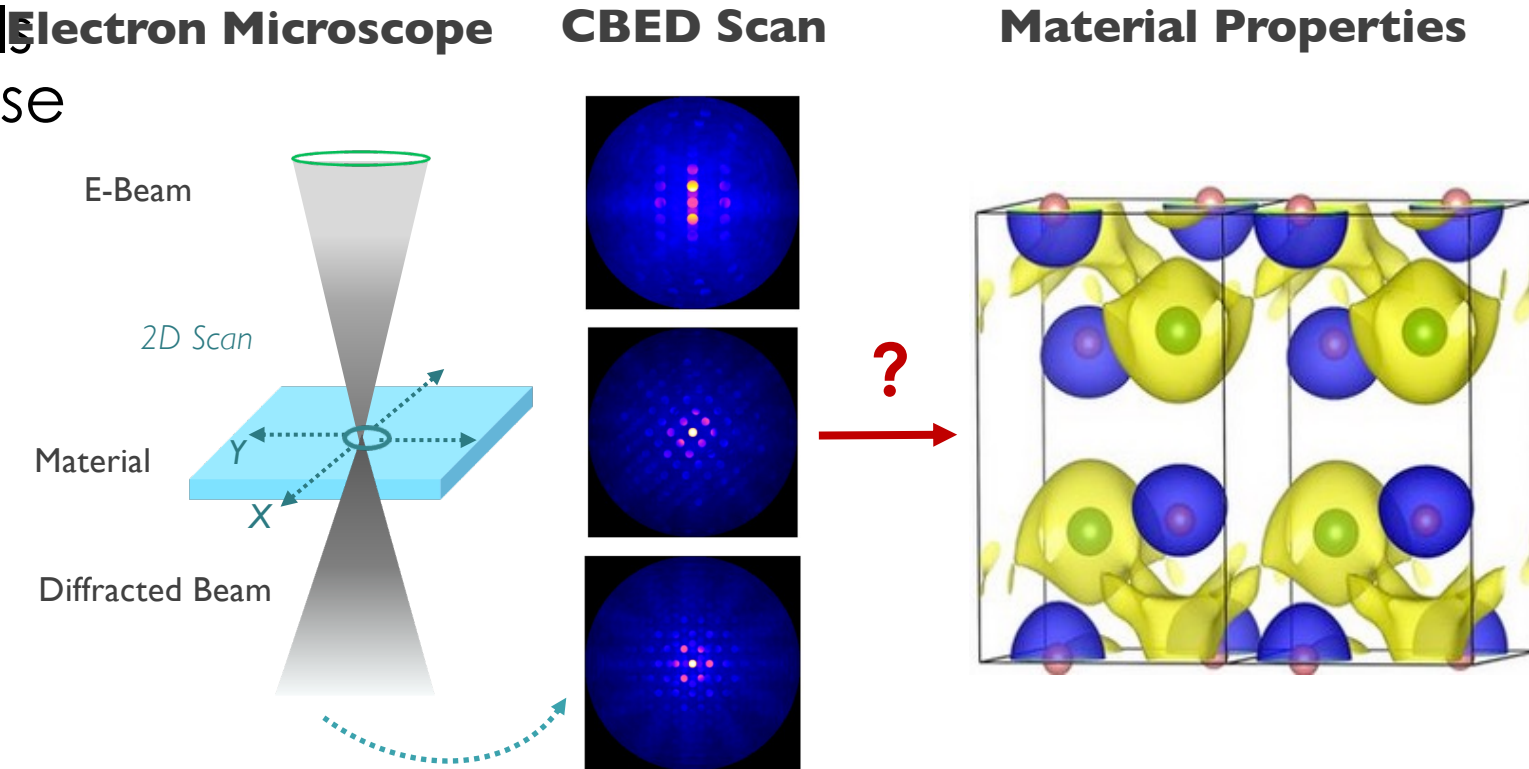 Electron Microscope
CBED Scan
Material Properties
se
E-Beam
2D Scan
Y
Material
X
Diffracted Beam
?